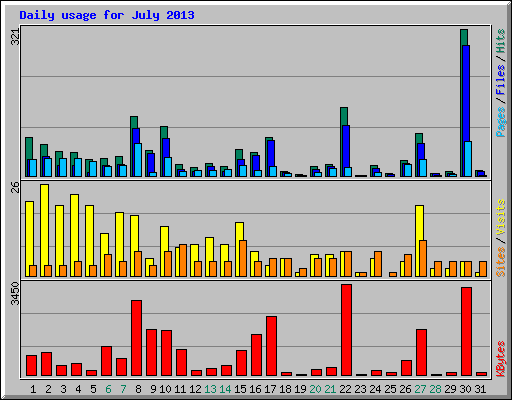 Daily usage for July 2013
321
Pages / Files / Hits
26
Sites / Visits
3450
KBytes
1 2 3 4 5 6 7 8 9 10 11 12 13 14 15 16 17 18 19 20 21 22 23 24 25 26 27 28 29 30 31